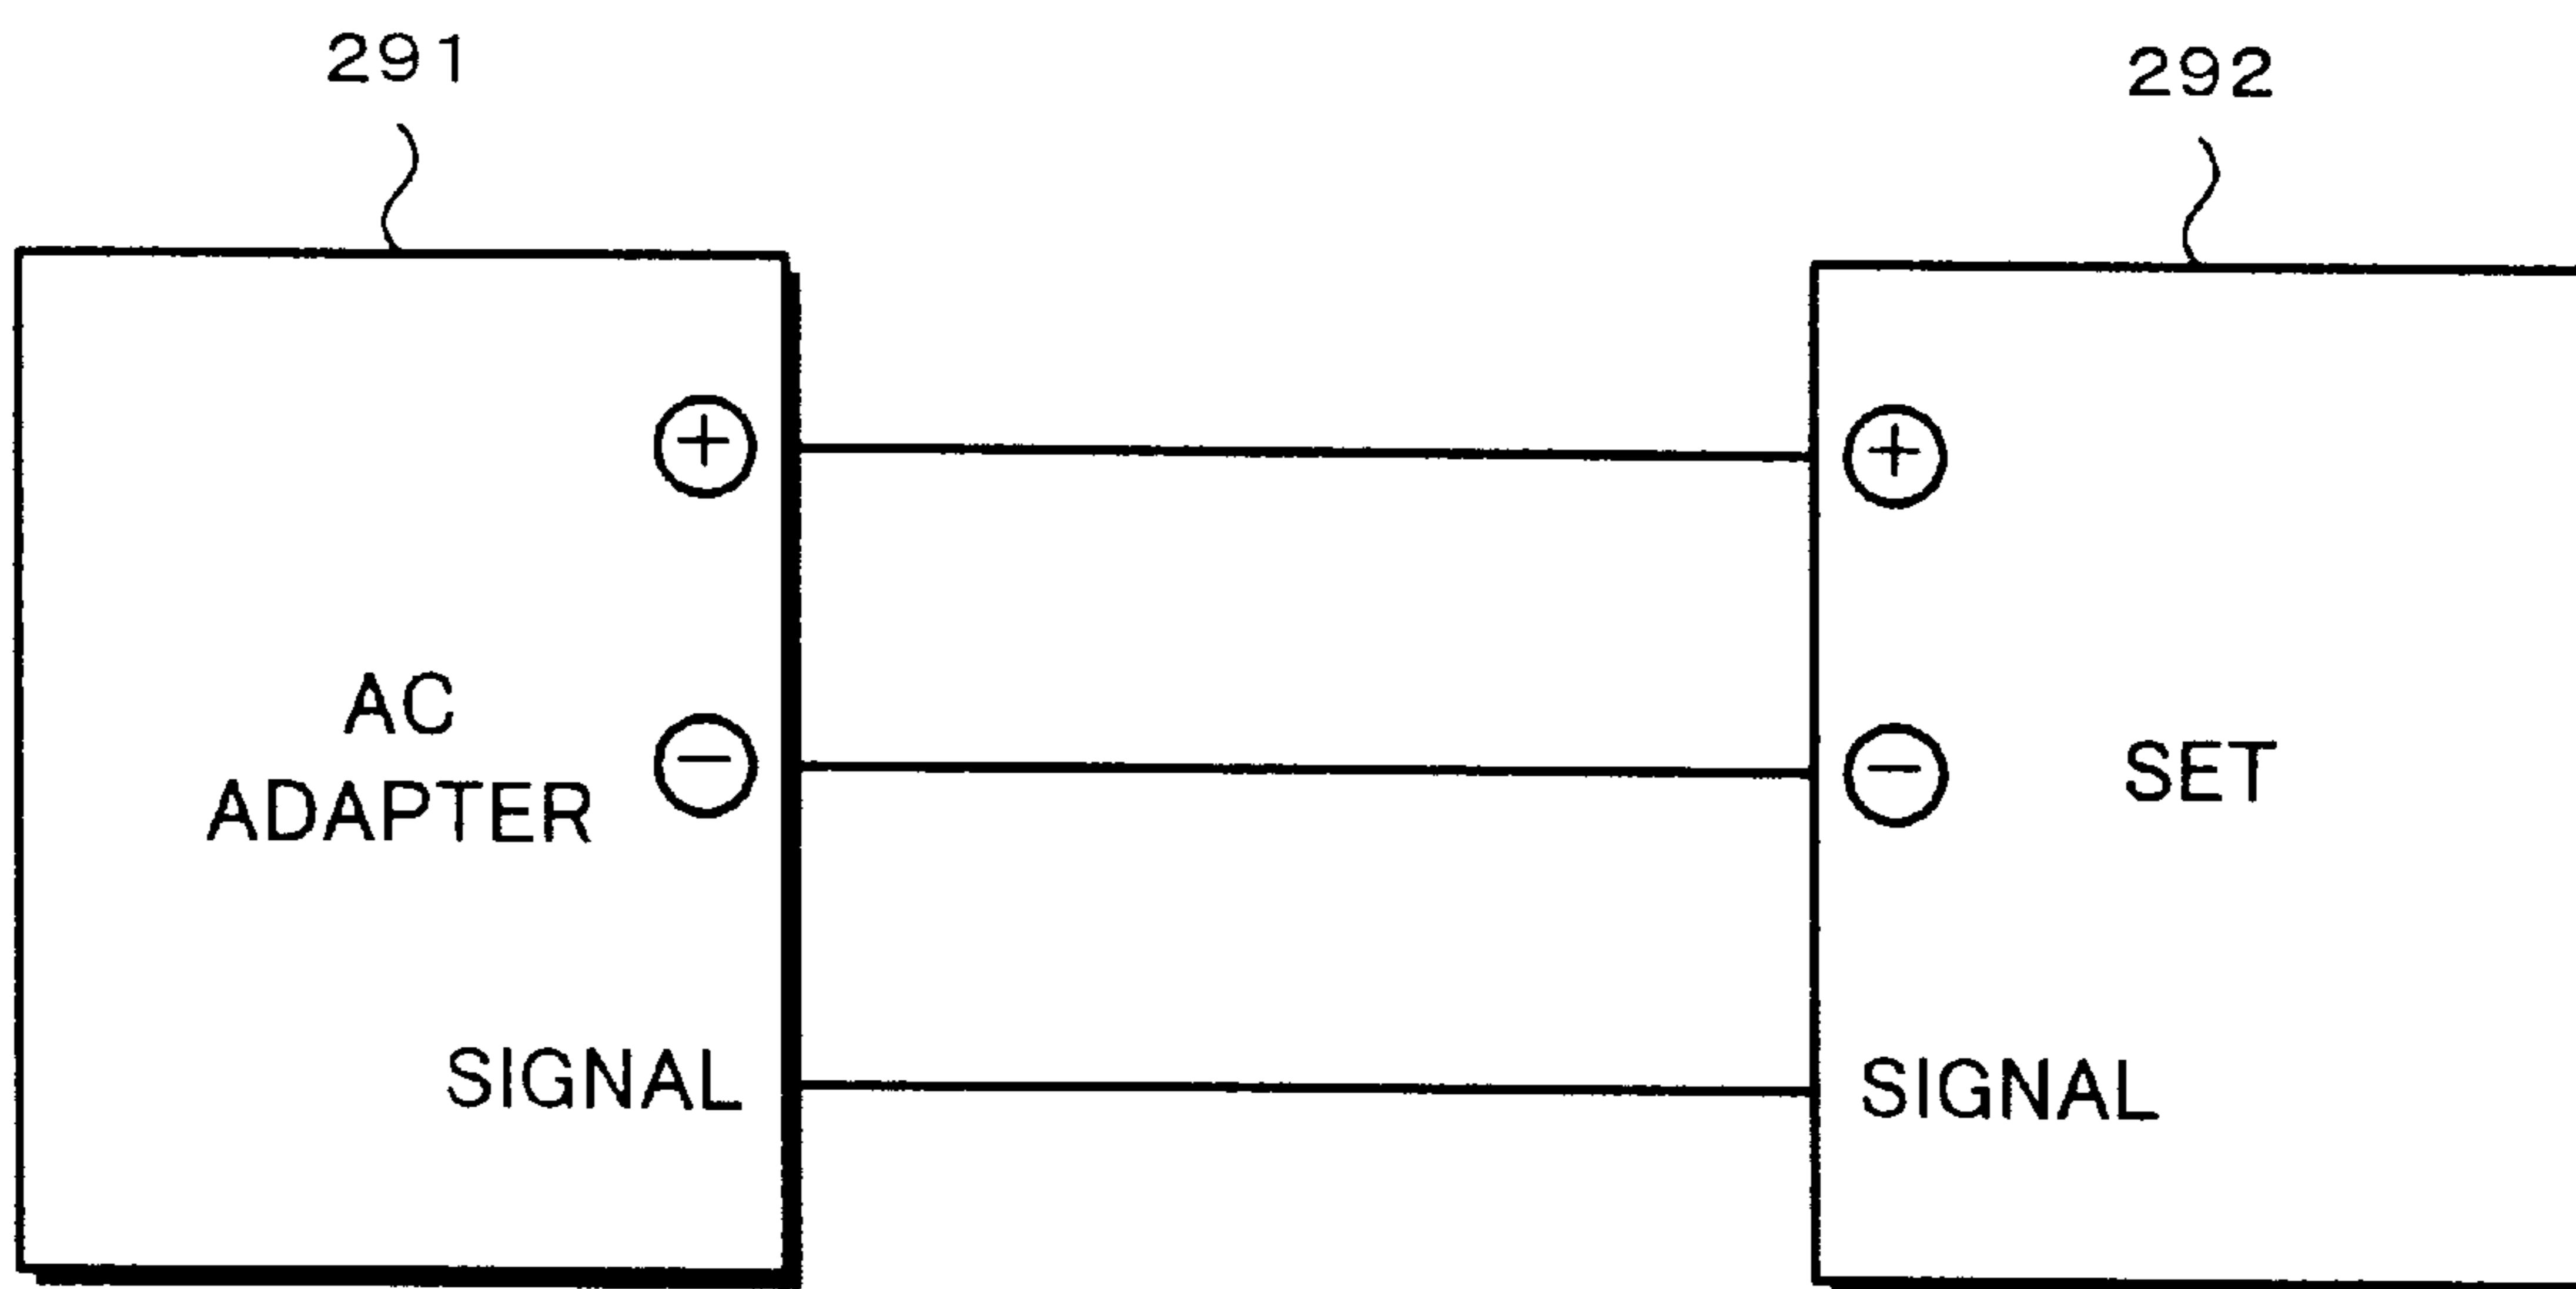 291
292
+
+
AC
ADAPTER
−
−
SET
SIGNAL
SIGNAL